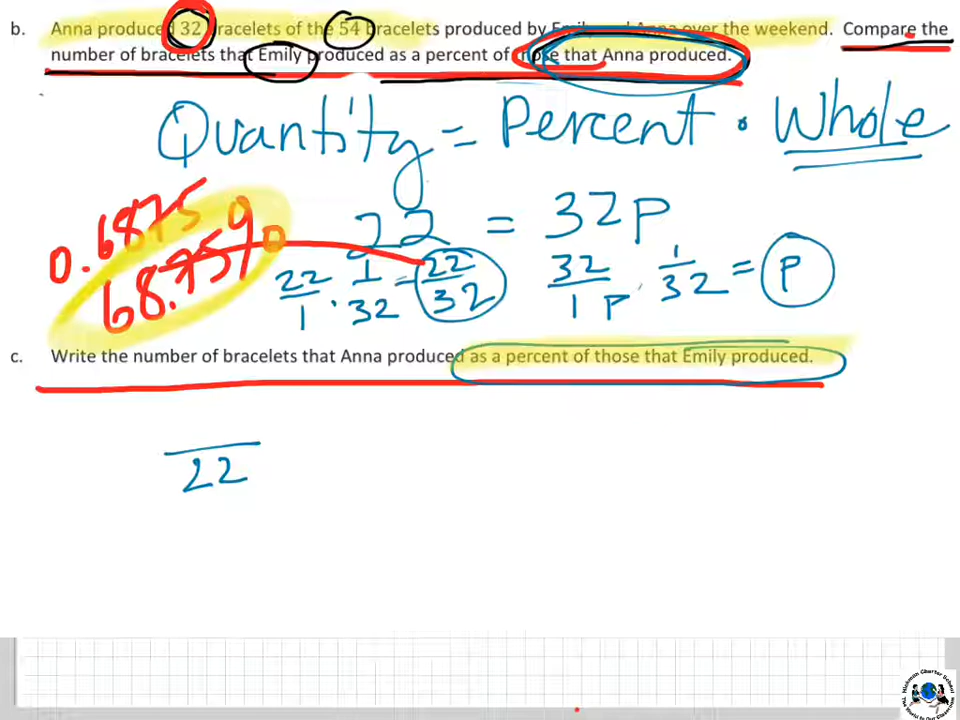 b. Anna produced 32 bracelets of the 54 bracelets produced by Emily and Anna over the weekend. Compare the
number of bracelets that Emily produced as a percent of those that Anna produced.
Quantity = Percent · Whole
0.6875
68.75%
22 = 32P
22/1 · 1/32 = 22/32
32/1 P · 1/32 = P
c. Write the number of bracelets that Anna produced as a percent of those that Emily produced.
22